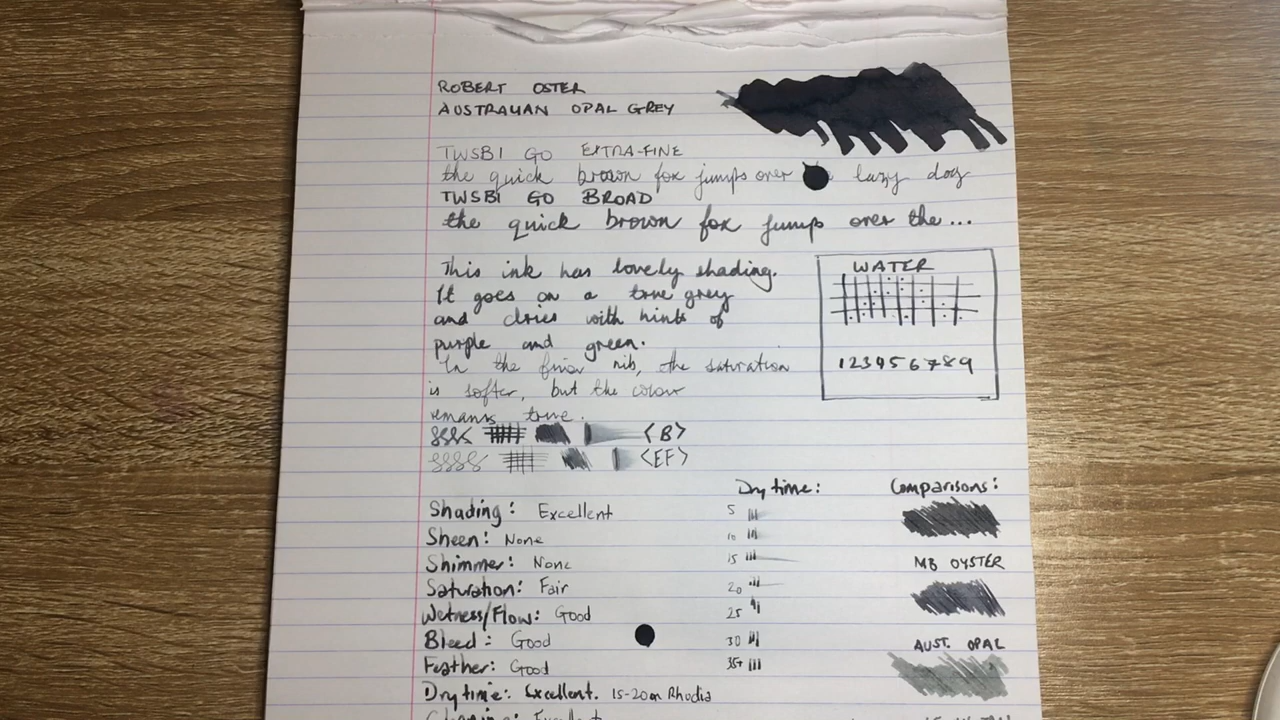 ROBERT OSTER
AUSTRALIAN OPAL GREY
TWSBI GO EXTRA-FINE
the quick brown fox jumps over lazy dog
TWSBI GO BROAD
the quick brown fox jumps over the ...
This ink has lovely shading.
It goes on a true grey
and dries with hints of
purple and green.
In the finer nib, the saturation
is softer, but the colour
remains true.
WATER
123456789
<B>
<EF>
Shading: Excellent
Sheen: None
Shimmer: None
Saturation: Fair
Wetness/Flow: Good
Bleed: Good
Feather: Good
Dry time: Excellent. 15-20m Rhodia
Cleaning: Excellent
Dry time:
5
10
15
20
25
30
35+
Comparisons:
MB OYSTER
AUST. OPAL